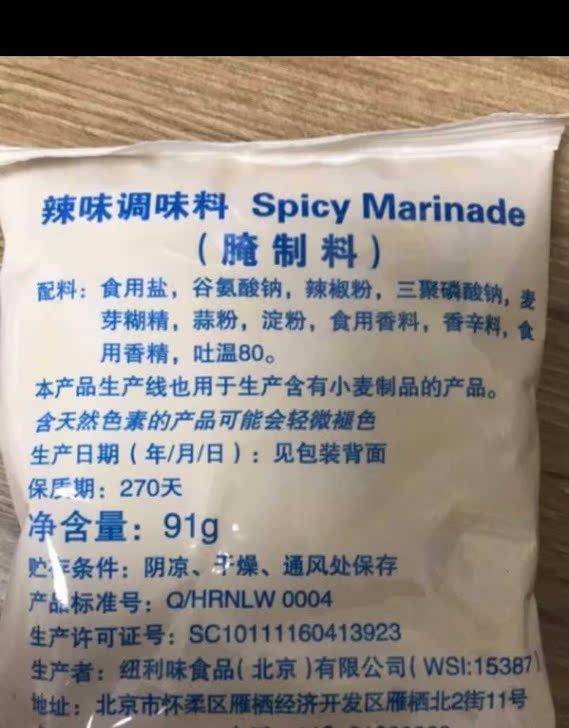 辣味调味料 Spicy Marinade
(腌制料)
配料：食用盐，谷氨酸钠，辣椒粉，三聚磷酸钠，麦
芽糊精，蒜粉，淀粉，食用香料，香辛料，食
用香精，吐温80。
本产品生产线也用于生产含有小麦制品的产品。
含天然色素的产品可能会轻微褪色
生产日期(年/月/日)：见包装背面
保质期：270天
净含量：91g
贮存条件：阴凉、干燥、通风处保存
产品标准号：Q/HRNLW 0004
生产许可证号：SC10111160413923
生产者：纽利味食品(北京)有限公司(WSI:15387)
地址：北京市怀柔区雁栖经济开发区雁栖北2街11号